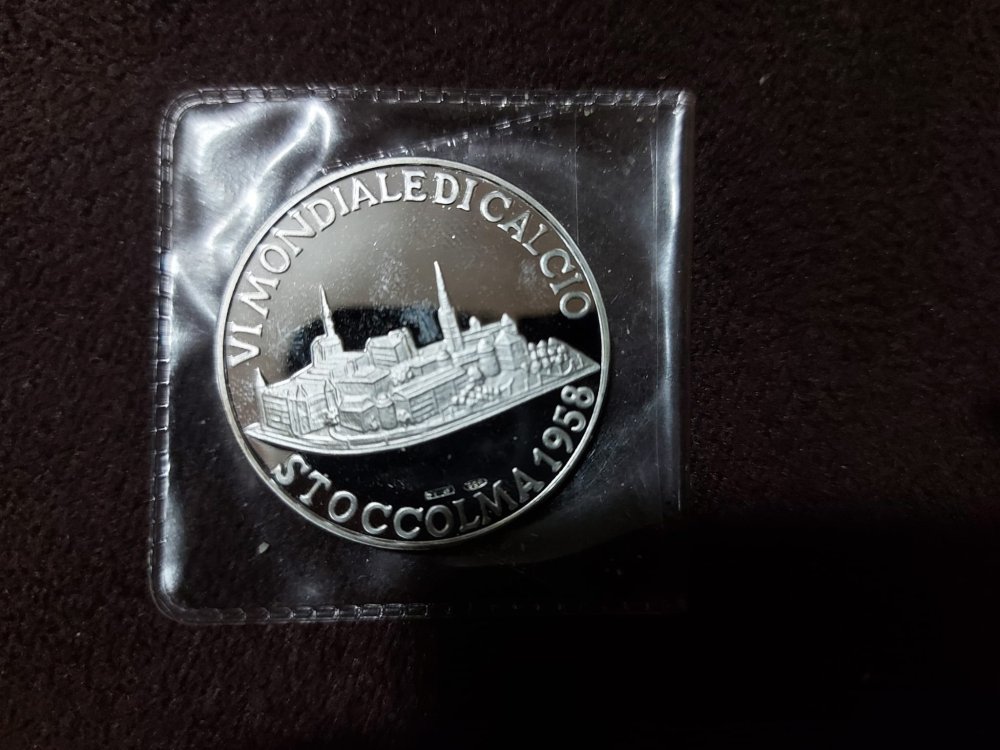 VI MONDIALE DI CALCIO
STOCCOLMA 1958